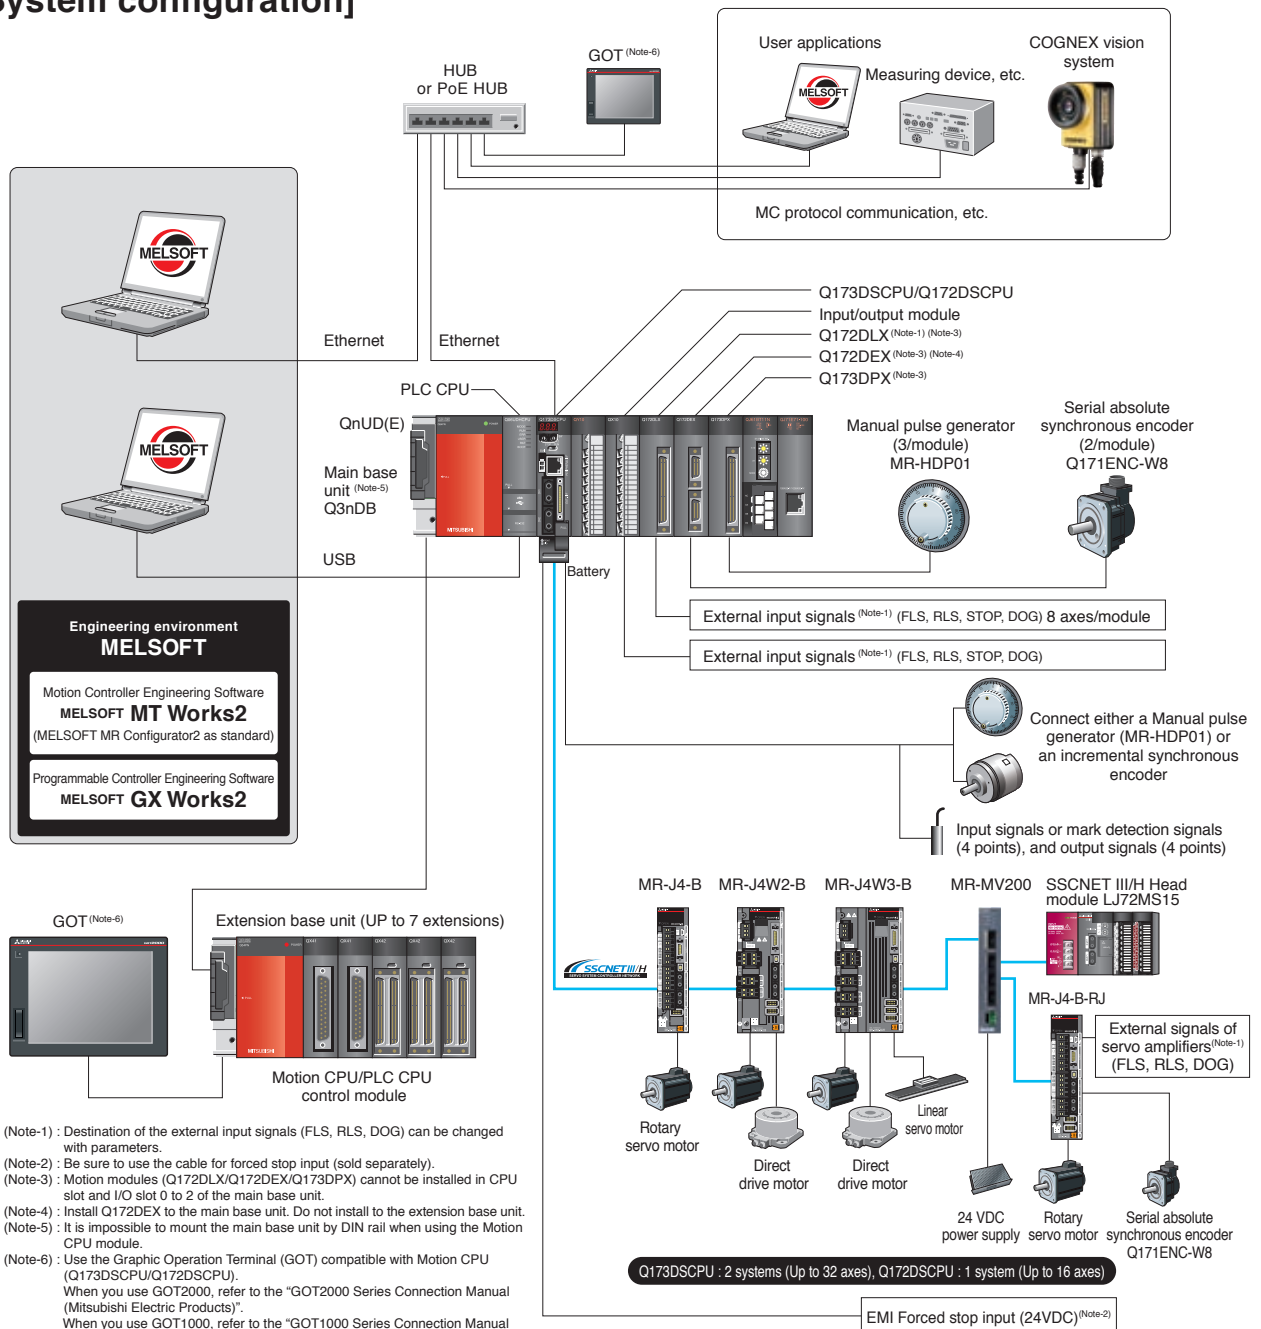 System configuration]
HUB
or PoE HUB
GOT (Note-6)
User applications
Measuring device, etc.
COGNEX vision
system
MELSOFT
MC protocol communication, etc.
MELSOFT
MELSOFT
Ethernet
Ethernet
USB
Q173DSCPU/Q172DSCPU
Input/output module
Q172DLX (Note-1) (Note-3)
Q172DEX (Note-3) (Note-4)
Q173DPX (Note-3)
PLC CPU
QnUD(E)
Main base
unit (Note-5)
Q3nDB
MITSUBISHI
Battery
Manual pulse generator
(3/module)
MR-HDP01
Serial absolute
synchronous encoder
(2/module)
Q171ENC-W8
External input signals (Note-1) (FLS, RLS, STOP, DOG) 8 axes/module
External input signals (Note-1) (FLS, RLS, STOP, DOG)
Engineering environment
MELSOFT
Motion Controller Engineering Software
MELSOFT MT Works2
(MELSOFT MR Configurator2 as standard)
Programmable Controller Engineering Software
MELSOFT GX Works2
Connect either a Manual pulse
generator (MR-HDP01) or
an incremental synchronous
encoder
Input signals or mark detection signals
(4 points), and output signals (4 points)
GOT (Note-6)
Extension base unit (UP to 7 extensions)
QX41 QX41 QX42 QX42 QX42
MITSUBISHI
Motion CPU/PLC CPU
control module
SSCNET III/H
SERVO SYSTEM CONTROLLER NETWORK
MR-J4-B
MR-J4W2-B
MR-J4W3-B
MR-MV200
SSCNET III/H Head
module LJ72MS15
MR-J4-B-RJ
External signals of
servo amplifiers (Note-1)
(FLS, RLS, DOG)
Rotary
servo motor
Direct
drive motor
Direct
drive motor
Linear
servo motor
24 VDC
power supply
Rotary
servo motor
Serial absolute
synchronous encoder
Q171ENC-W8
Q173DSCPU : 2 systems (Up to 32 axes), Q172DSCPU : 1 system (Up to 16 axes)
EMI Forced stop input (24VDC) (Note-2)
(Note-1) : Destination of the external input signals (FLS, RLS, DOG) can be changed
with parameters.
(Note-2) : Be sure to use the cable for forced stop input (sold separately).
(Note-3) : Motion modules (Q172DLX/Q172DEX/Q173DPX) cannot be installed in CPU
slot and I/O slot 0 to 2 of the main base unit.
(Note-4) : Install Q172DEX to the main base unit. Do not install to the extension base unit.
(Note-5) : It is impossible to mount the main base unit by DIN rail when using the Motion
CPU module.
(Note-6) : Use the Graphic Operation Terminal (GOT) compatible with Motion CPU
(Q173DSCPU/Q172DSCPU).
When you use GOT2000, refer to the “GOT2000 Series Connection Manual
(Mitsubishi Electric Products)”.
When you use GOT1000, refer to the “GOT1000 Series Connection Manual